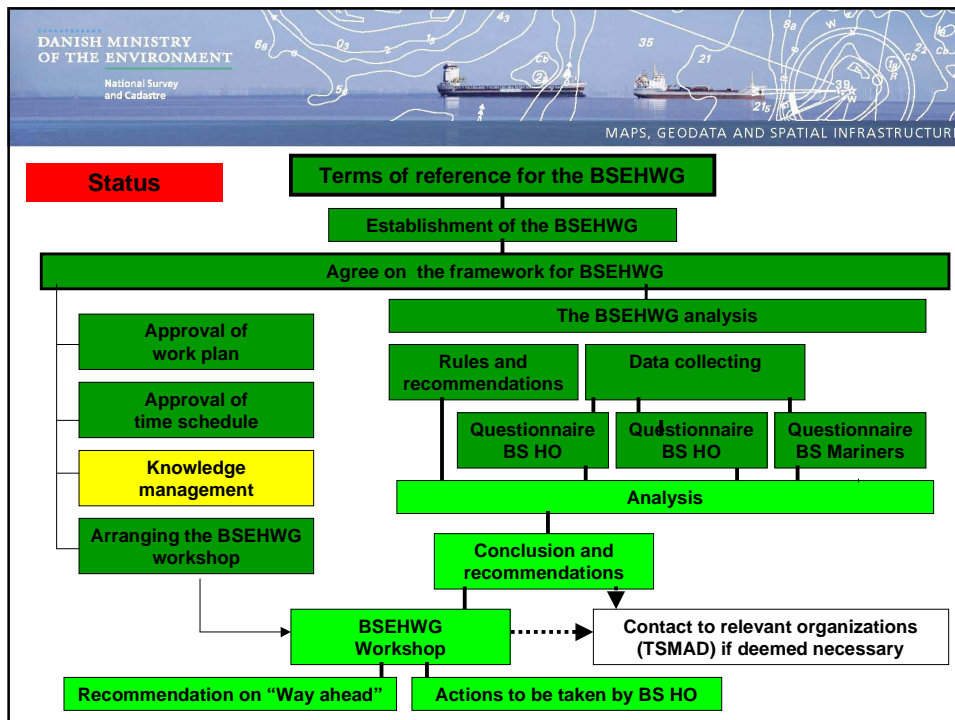 DANISH MINISTRY
OF THE ENVIRONMENT
National Survey
and Cadastre
MAPS, GEODATA AND SPATIAL INFRASTRUCTURE
Status
Terms of reference for the BSEHWG
Establishment of the BSEHWG
Agree on the framework for BSEHWG
The BSEHWG analysis
Approval of
work plan
Rules and
recommendations
Data collecting
Approval of
time schedule
Questionnaire
BS HO
Questionnaire
BS HO
Questionnaire
BS Mariners
Knowledge
management
Analysis
Arranging the BSEHWG
workshop
Conclusion and
recommendations
BSEHWG
Workshop
Contact to relevant organizations
(TSMAD) if deemed necessary
Recommendation on “Way ahead”
Actions to be taken by BS HO